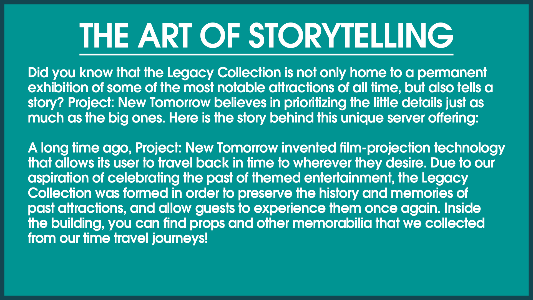 THE ART OF STORYTELLING
Did you know that the Legacy Collection is not only home to a permanent
exhibition of some of the most notable attractions of all time, but also tells a
story? Project: New Tomorrow believes in prioritizing the little details just as
much as the big ones. Here is the story behind this unique server offering:
A long time ago, Project: New Tomorrow invented film-projection technology
that allows its user to travel back in time to wherever they desire. Due to our
aspiration of celebrating the past of themed entertainment, the Legacy
Collection was formed in order to preserve the history and memories of
past attractions, and allow guests to experience them once again. Inside
the building, you can find props and other memorabilia that we collected
from our time travel journeys!